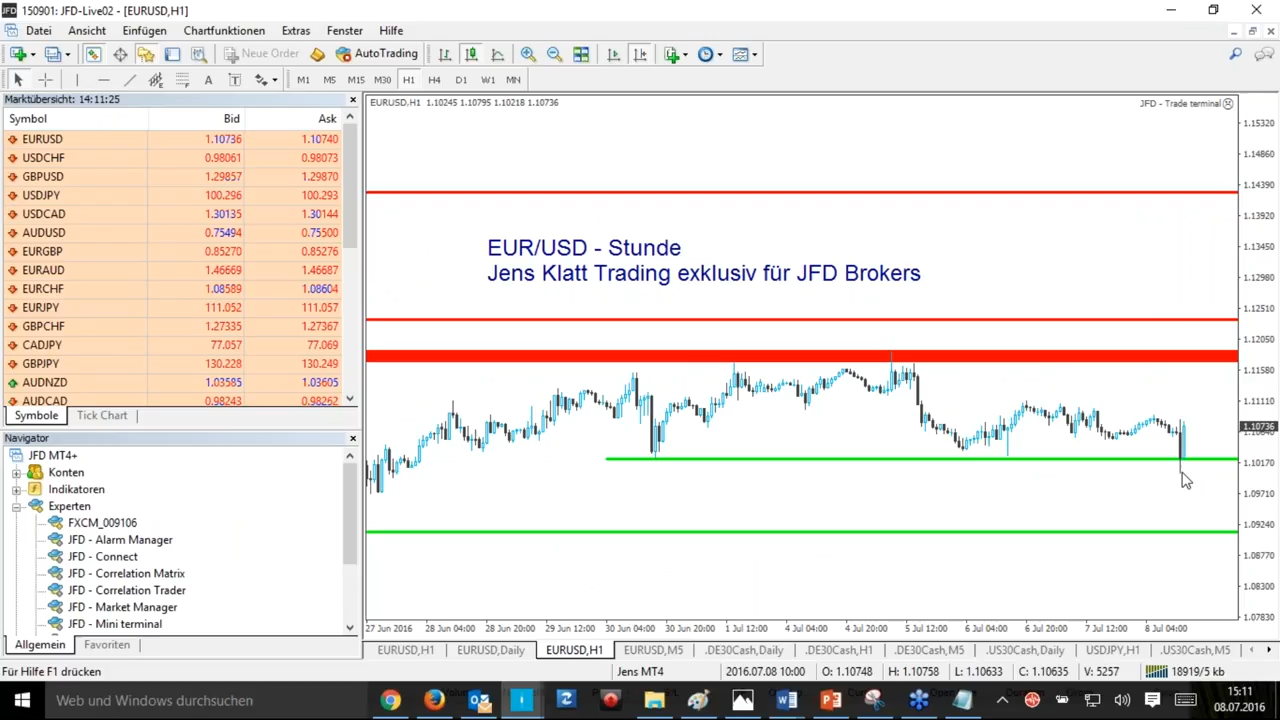 150901: JFD-Live02 - [EURUSD,H1]
Datei Ansicht Einfügen Chartfunktionen Extras Fenster Hilfe
Neue Order AutoTrading
M1 M5 M15 M30 H1 H4 D1 W1 MN
Marktübersicht: 14:11:25
Symbol Bid Ask
EURUSD 1.10736 1.10740
USDCHF 0.98061 0.98073
GBPUSD 1.29857 1.29870
USDJPY 100.296 100.293
USDCAD 1.30135 1.30144
AUDUSD 0.75494 0.75500
EURGBP 0.85270 0.85276
EURAUD 1.46669 1.46687
EURCHF 1.08589 1.08604
EURJPY 111.052 111.057
GBPCHF 1.27335 1.27367
CADJPY 77.057 77.069
GBPJPY 130.228 130.249
AUDNZD 1.03585 1.03605
AUDCAD 0.98243 0.98262
Symbole Tick Chart
Navigator
JFD MT4+
Konten
Indikatoren
Experten
FXCM_009106
JFD - Alarm Manager
JFD - Connect
JFD - Correlation Matrix
JFD - Correlation Trader
JFD - Market Manager
JFD - Mini terminal
Allgemein Favoriten
EURUSD,H1 1.10245 1.10795 1.10218 1.10736
JFD - Trade terminal
EUR/USD - Stunde
Jens Klatt Trading exklusiv für JFD Brokers
1.15320
1.14860
1.14390
1.13920
1.13450
1.12980
1.12510
1.12050
1.11580
1.11110
1.10736
1.10170
1.09710
1.09240
1.08770
1.08300
1.07830
27 Jun 2016 28 Jun 04:00 28 Jun 20:00 29 Jun 12:00 30 Jun 04:00 30 Jun 20:00 1 Jul 12:00 4 Jul 04:00 4 Jul 20:00 5 Jul 12:00 6 Jul 04:00 6 Jul 20:00 7 Jul 12:00 8 Jul 04:00
EURUSD,H1 EURUSD,Daily EURUSD,H1 EURUSD,M5 .DE30Cash,Daily .DE30Cash,H1 .DE30Cash,M5 .US30Cash,Daily USDJPY,H1 .US30Cash,M5
Für Hilfe F1 drücken Jens MT4 2016.07.08 10:00 O: 1.10748 H: 1.10758 L: 1.10633 C: 1.10635 V: 5257 18919/5 kb
Web und Windows durchsuchen
15:11
08.07.2016